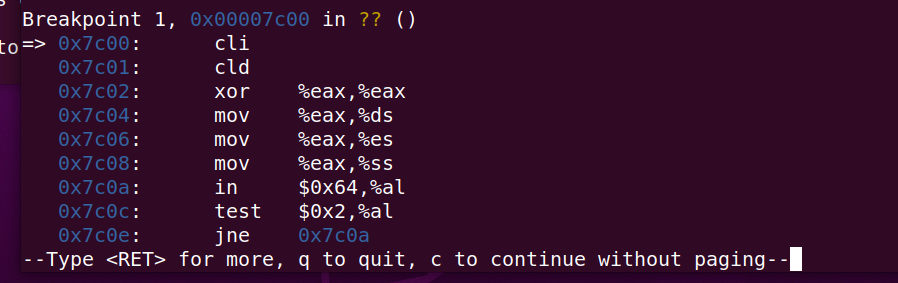 Breakpoint 1, 0x00007c00 in ?? ()
=> 0x7c00:      cli
   0x7c01:      cld
   0x7c02:      xor    %eax,%eax
   0x7c04:      mov    %eax,%ds
   0x7c06:      mov    %eax,%es
   0x7c08:      mov    %eax,%ss
   0x7c0a:      in     $0x64,%al
   0x7c0c:      test   $0x2,%al
   0x7c0e:      jne    0x7c0a
--Type <RET> for more, q to quit, c to continue without paging--